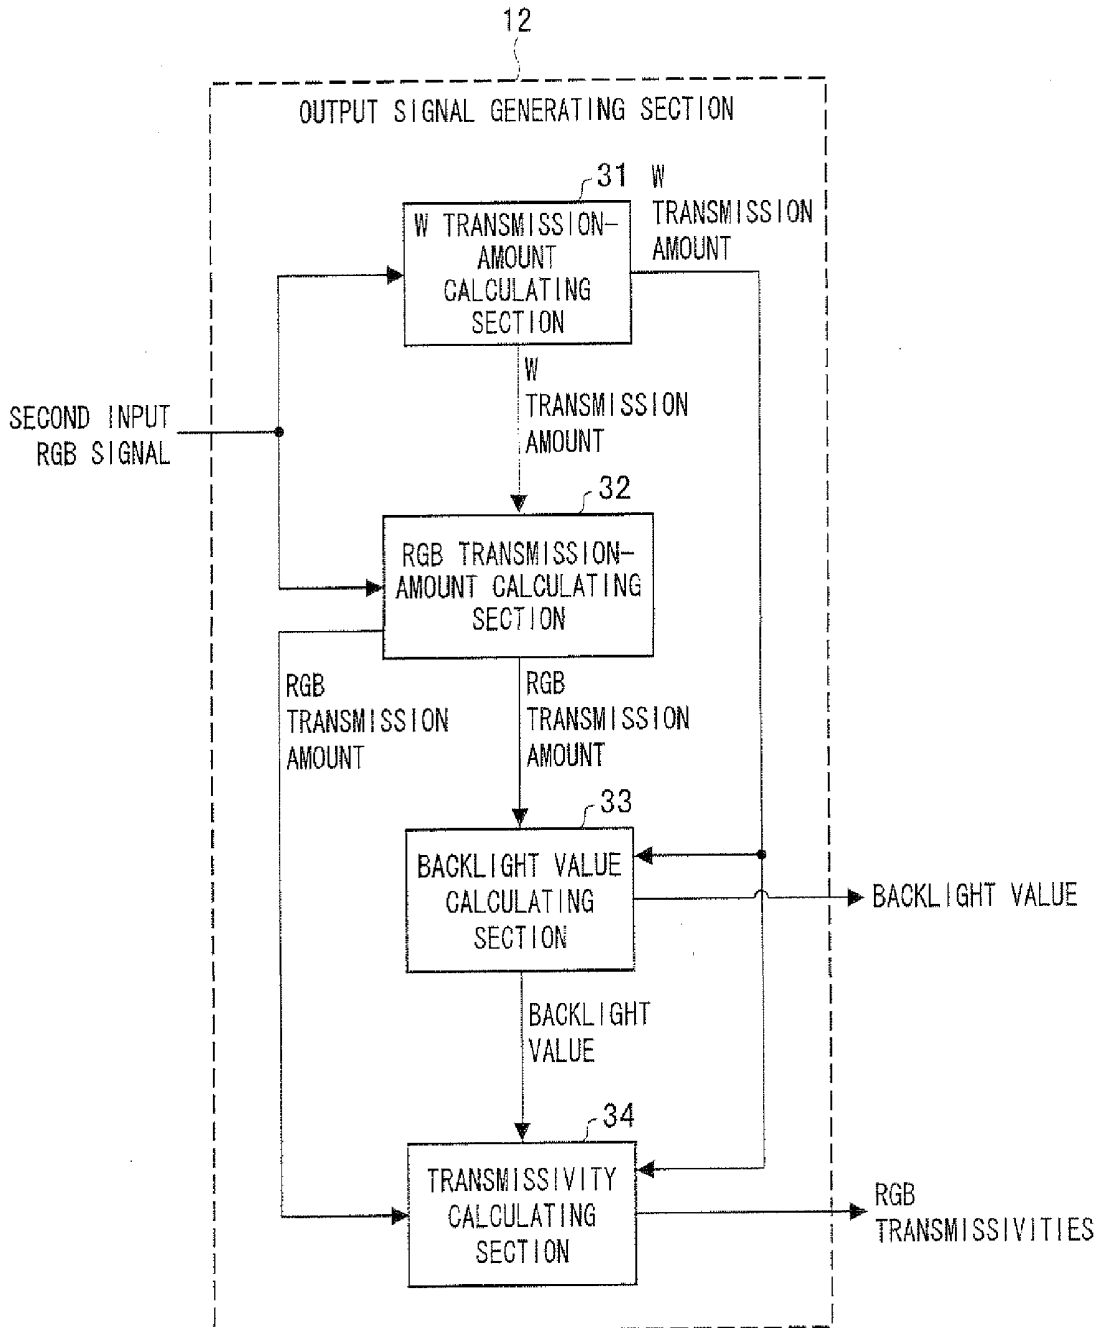 12
OUTPUT SIGNAL GENERATING SECTION
31
W TRANSMISSION-
AMOUNT
CALCULATING
SECTION
W
TRANSMISSION
AMOUNT
W
TRANSMISSION
AMOUNT
SECOND INPUT
RGB SIGNAL
32
RGB TRANSMISSION-
AMOUNT CALCULATING
SECTION
RGB
TRANSMISSION
AMOUNT
RGB
TRANSMISSION
AMOUNT
33
BACKLIGHT VALUE
CALCULATING
SECTION
BACKLIGHT VALUE
BACKLIGHT
VALUE
34
TRANSMISSIVITY
CALCULATING
SECTION
RGB
TRANSMISSIVITIES